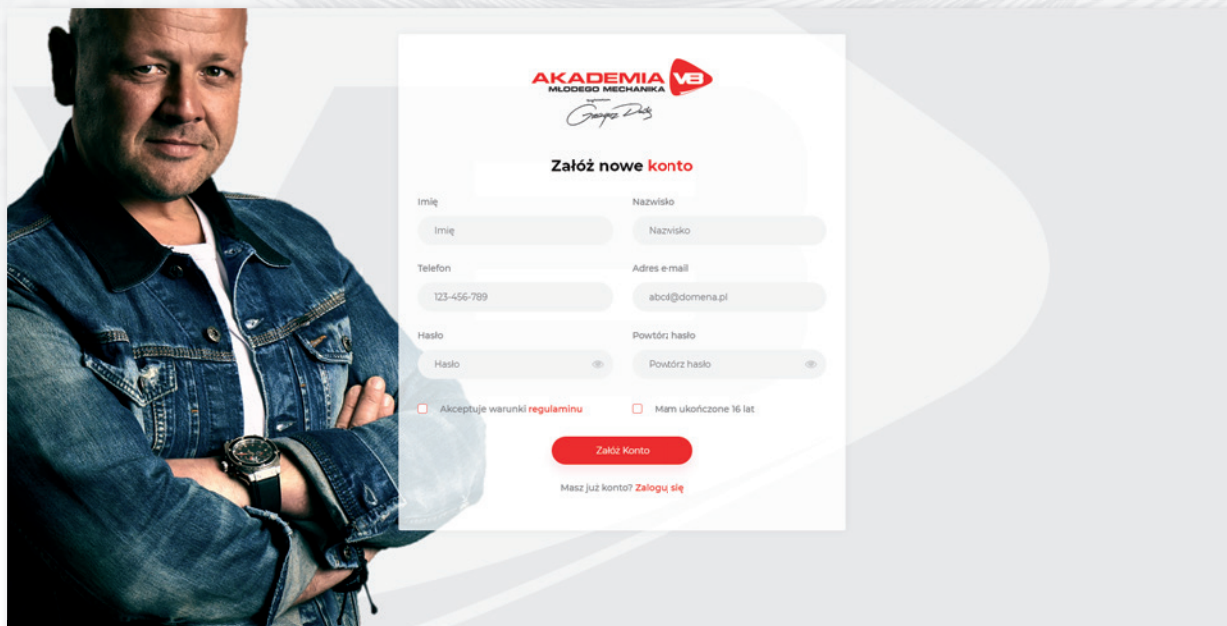 AKADEMIA V8
MŁODEGO MECHANIKA
Załóż nowe konto
Imię Nazwisko
Imię Nazwisko
Telefon Adres e-mail
123-456-789 abcd@domena.pl
Hasło Powtórz hasło
Hasło Powtórz hasło
Akceptuje warunki regulaminu Mam ukończone 16 lat
Załóż Konto
Masz już konto? Zaloguj się